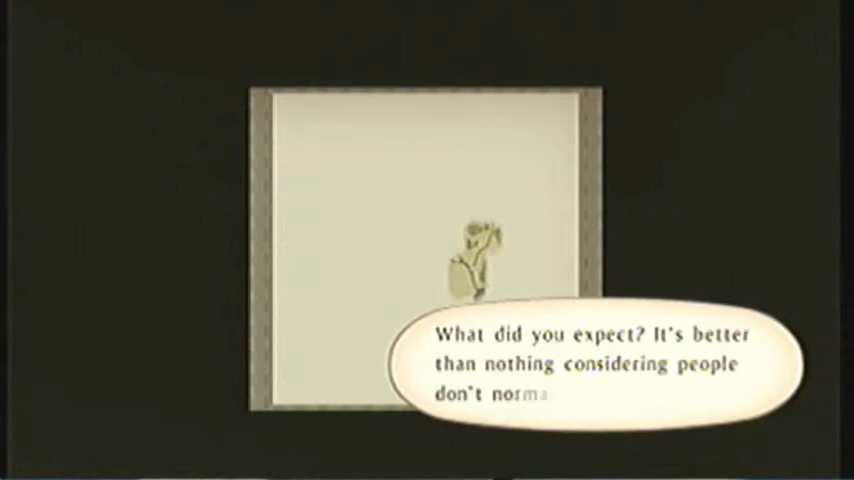 What did you expect? It's better
than nothing considering people
don't norma